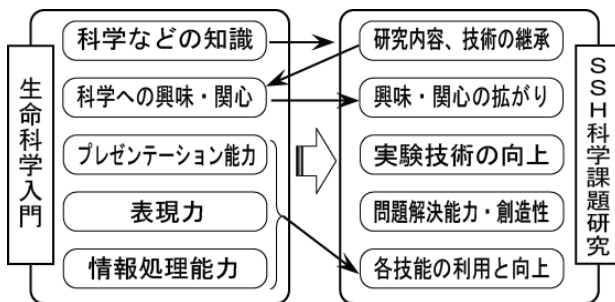 生命科学入門
科学などの知識
科学への興味・関心
プレゼンテーション能力
表現力
情報処理能力
研究内容、技術の継承
興味・関心の拡がり
実験技術の向上
問題解決能力・創造性
各技能の利用と向上
SSH科学課題研究